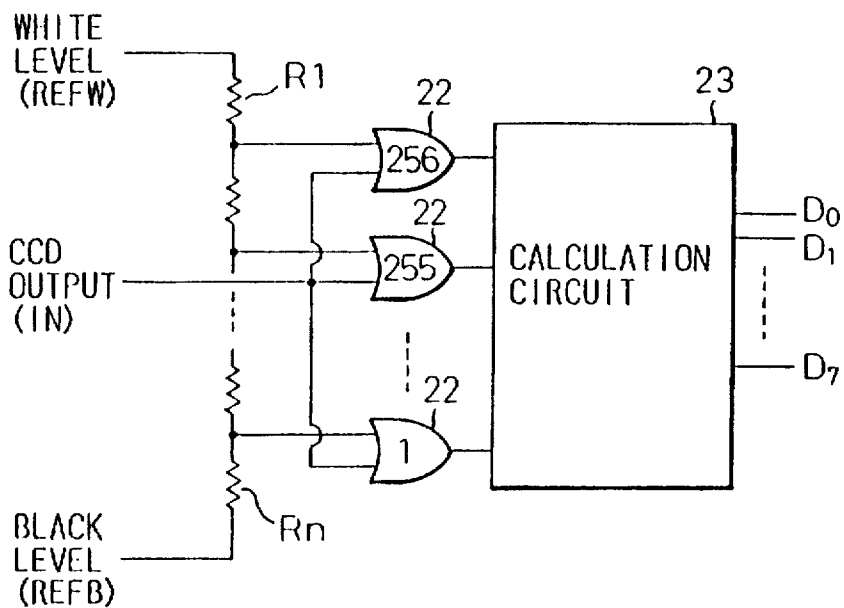 WHITE
LEVEL
(REFW)
R1
22
256
23
D0
D1
22
255
CCD
OUTPUT
(IN)
CALCULATION
CIRCUIT
D7
22
1
Rn
BLACK
LEVEL
(REFB)